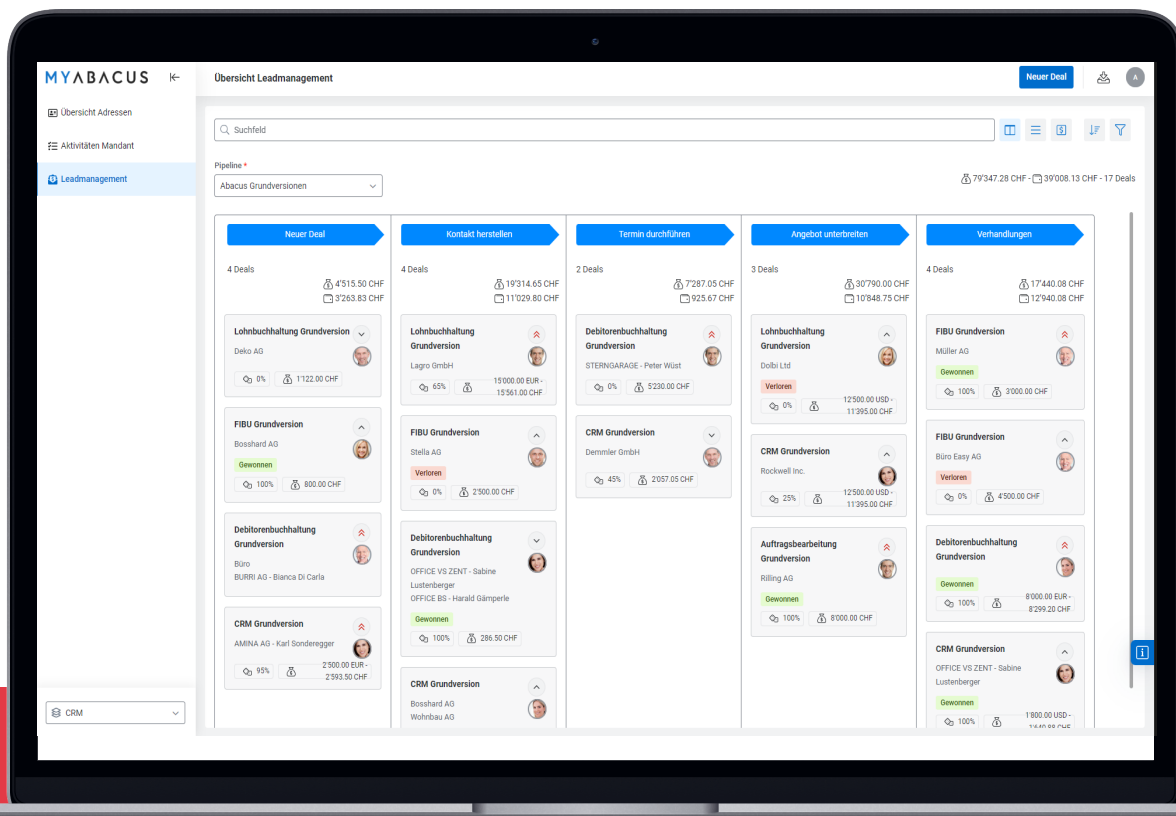 MYABACUS
Übersicht Leadmanagement
Neuer Deal
A
Übersicht Adressen
Aktivitäten Mandant
Leadmanagement
CRM
Suchfeld
Pipeline *
Abacus Grundversionen
79'347.28 CHF - 39'008.13 CHF - 17 Deals
Neuer Deal
4 Deals
4'515.50 CHF
3'263.83 CHF
Lohnbuchhaltung Grundversion
Deko AG
0% 1'122.00 CHF
FIBU Grundversion
Bosshard AG
Gewonnen
100% 800.00 CHF
Debitorenbuchhaltung
Grundversion
Büro
BURRI AG - Bianca Di Carla
CRM Grundversion
AMINA AG - Karl Sonderegger
95% 2'500.00 EUR -
2'593.50 CHF
Kontakt herstellen
4 Deals
19'314.65 CHF
11'029.80 CHF
Lohnbuchhaltung
Grundversion
Lagro GmbH
65% 15'000.00 EUR -
15'561.00 CHF
FIBU Grundversion
Stella AG
Verloren
0% 2'500.00 CHF
Debitorenbuchhaltung
Grundversion
OFFICE VS ZENT - Sabine
Lustenberger
OFFICE BS - Harald Gämperle
Gewonnen
100% 286.50 CHF
CRM Grundversion
Bosshard AG
Wohnbau AG
Termin durchführen
2 Deals
7'287.05 CHF
925.67 CHF
Debitorenbuchhaltung
Grundversion
STERNGARAGE - Peter Wüst
0% 5'230.00 CHF
CRM Grundversion
Demmler GmbH
45% 2'057.05 CHF
Angebot unterbreiten
3 Deals
30'790.00 CHF
10'848.75 CHF
Lohnbuchhaltung
Grundversion
Dolbi Ltd
Verloren
0% 12'500.00 USD -
11'395.00 CHF
CRM Grundversion
Rockwell Inc.
25% 12'500.00 USD -
11'395.00 CHF
Auftragsbearbeitung
Grundversion
Rilling AG
Gewonnen
100% 8'000.00 CHF
Verhandlungen
4 Deals
17'440.08 CHF
12'940.08 CHF
FIBU Grundversion
Müller AG
Gewonnen
100% 3'000.00 CHF
FIBU Grundversion
Büro Easy AG
Verloren
0% 4'500.00 CHF
Debitorenbuchhaltung
Grundversion
Gewonnen
100% 8'000.00 EUR -
8'299.20 CHF
CRM Grundversion
OFFICE VS ZENT - Sabine
Lustenberger
Gewonnen
100% 1'800.00 USD -
1'640.88 CHF